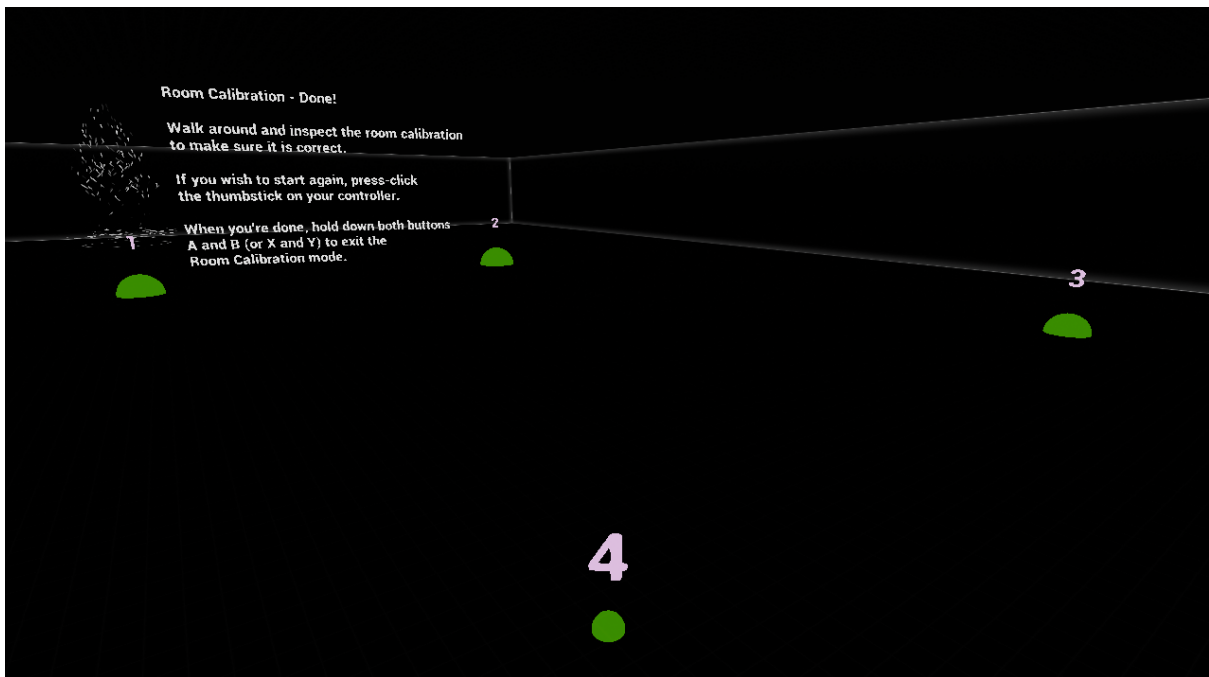 Room Calibration - Done!
Walk around and inspect the room calibration
to make sure it is correct.
If you wish to start again, press-click
the thumbstick on your controller.
When you're done, hold down both buttons
A and B (or X and Y) to exit the
Room Calibration mode.
1
2
3
4